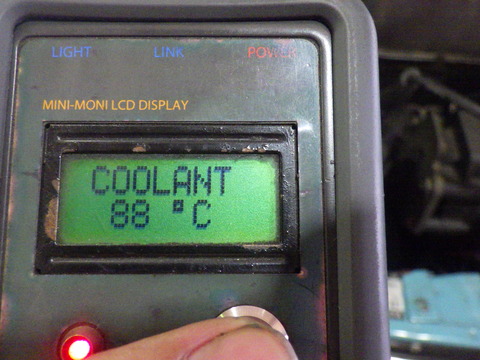 LIGHT LINK POWER
MINI-MONI LCD DISPLAY
COOLANT
88 °C